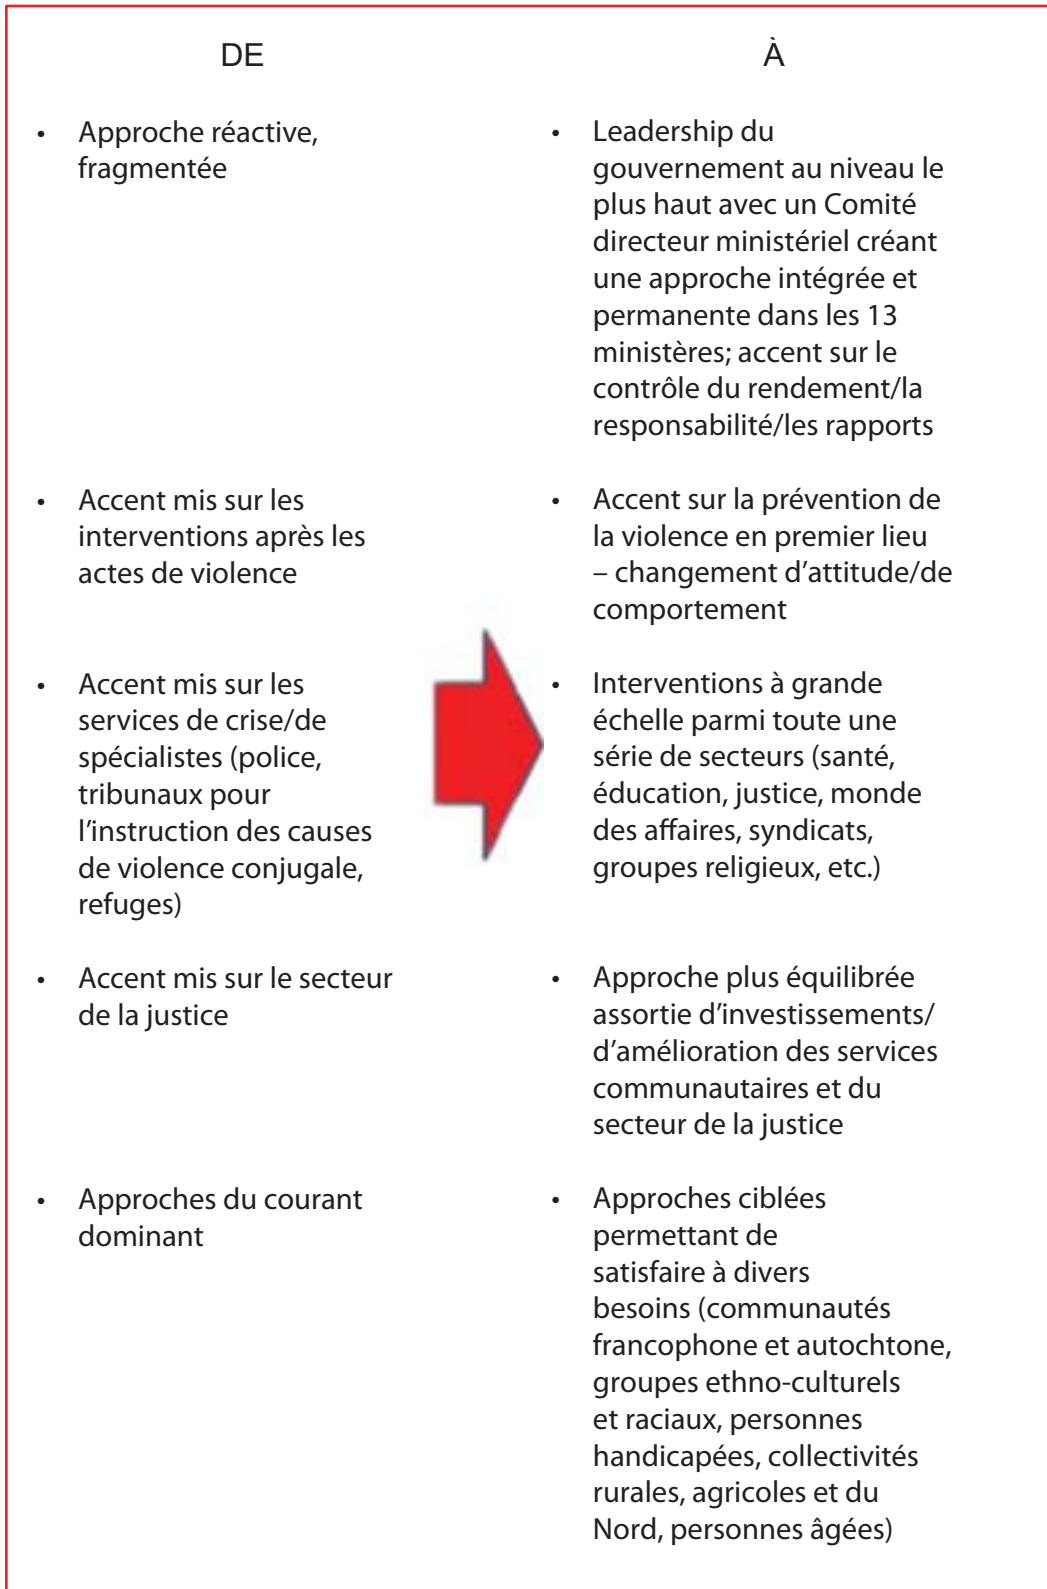 DE
À
• Approche réactive,
fragmentée
• Leadership du
gouvernement au niveau le
plus haut avec un Comité
directeur ministériel créant
une approche intégrée et
permanente dans les 13
ministères; accent sur le
contrôle du rendement/la
responsabilité/les rapports
• Accent mis sur les
interventions après les
actes de violence
• Accent sur la prévention de
la violence en premier lieu
– changement d’attitude/de
comportement
• Accent mis sur les
services de crise/de
spécialistes (police,
tribunaux pour
l’instruction des causes
de violence conjugale,
refuges)
• Interventions à grande
échelle parmi toute une
série de secteurs (santé,
éducation, justice, monde
des affaires, syndicats,
groupes religieux, etc.)
• Accent mis sur le secteur
de la justice
• Approche plus équilibrée
assortie d’investissements/
d’amélioration des services
communautaires et du
secteur de la justice
• Approches du courant
dominant
• Approches ciblées
permettant de
satisfaire à divers
besoins (communautés
francophone et autochtone,
groupes ethno-culturels
et raciaux, personnes
handicapées, collectivités
rurales, agricoles et du
Nord, personnes âgées)